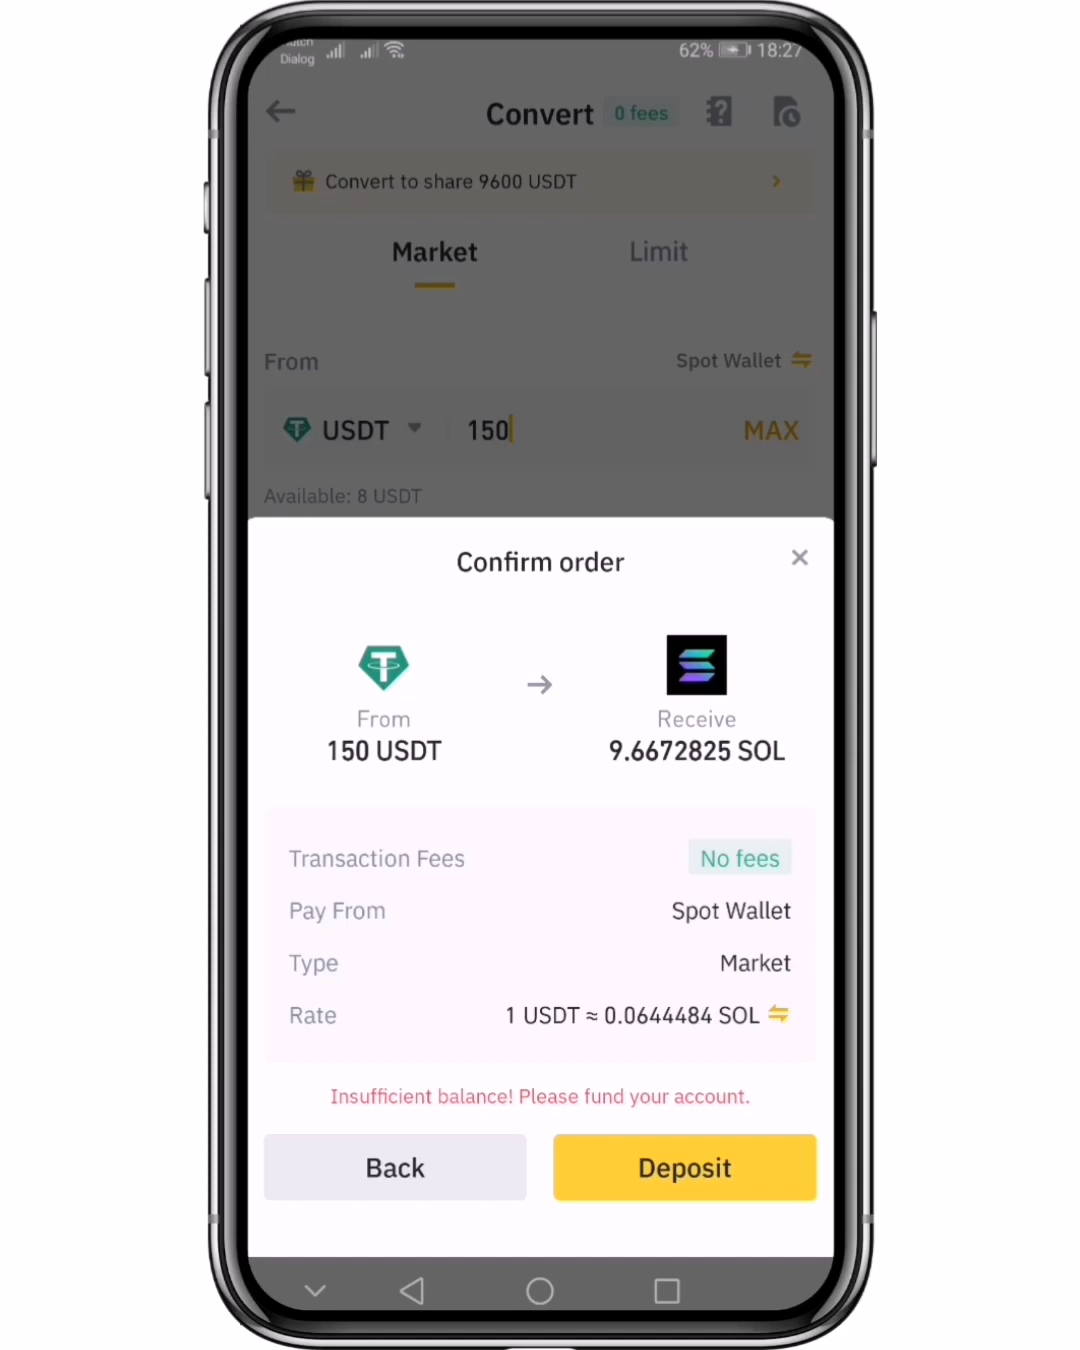 Dialog
62% 18:27
Convert 0 fees
Convert to share 9600 USDT
Market Limit
From Spot Wallet
USDT 150 MAX
Available: 8 USDT
Confirm order
From Receive
150 USDT 9.6672825 SOL
Transaction Fees No fees
Pay From Spot Wallet
Type Market
Rate 1 USDT ≈ 0.0644484 SOL
Insufficient balance! Please fund your account.
Back Deposit